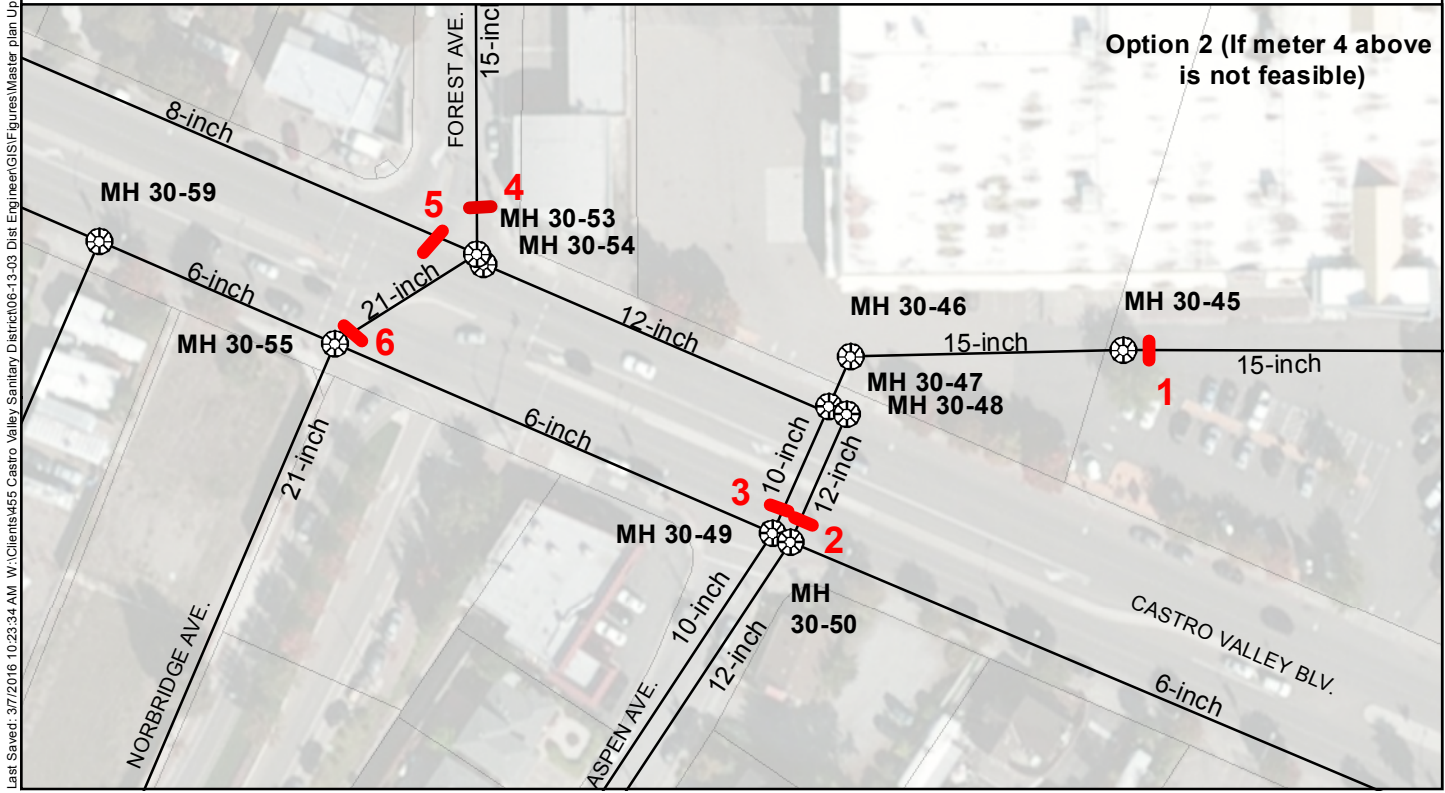 Option 2 (If meter 4 above
is not feasible)
FOREST AVE.
15-inc
8-inch
MH 30-59
5
4
MH 30-53
MH 30-54
6-inch
21-inch
MH 30-55
6
12-inch
MH 30-46
MH 30-45
15-inch
15-inch
1
MH 30-47
MH 30-48
6-inch
21-inch
10-inch
12-inch
3
2
MH 30-49
MH
30-50
10-inch
12-inch
NORBRIDGE AVE.
ASPEN AVE.
CASTRO VALLEY BLV.
6-inch
Last Saved: 3/7/2016 10:23:34 AM W:\Clients\455 Castro Valley Sanitary District\06-13-03 Dist Engineer\GIS\Figures\Master plan Up